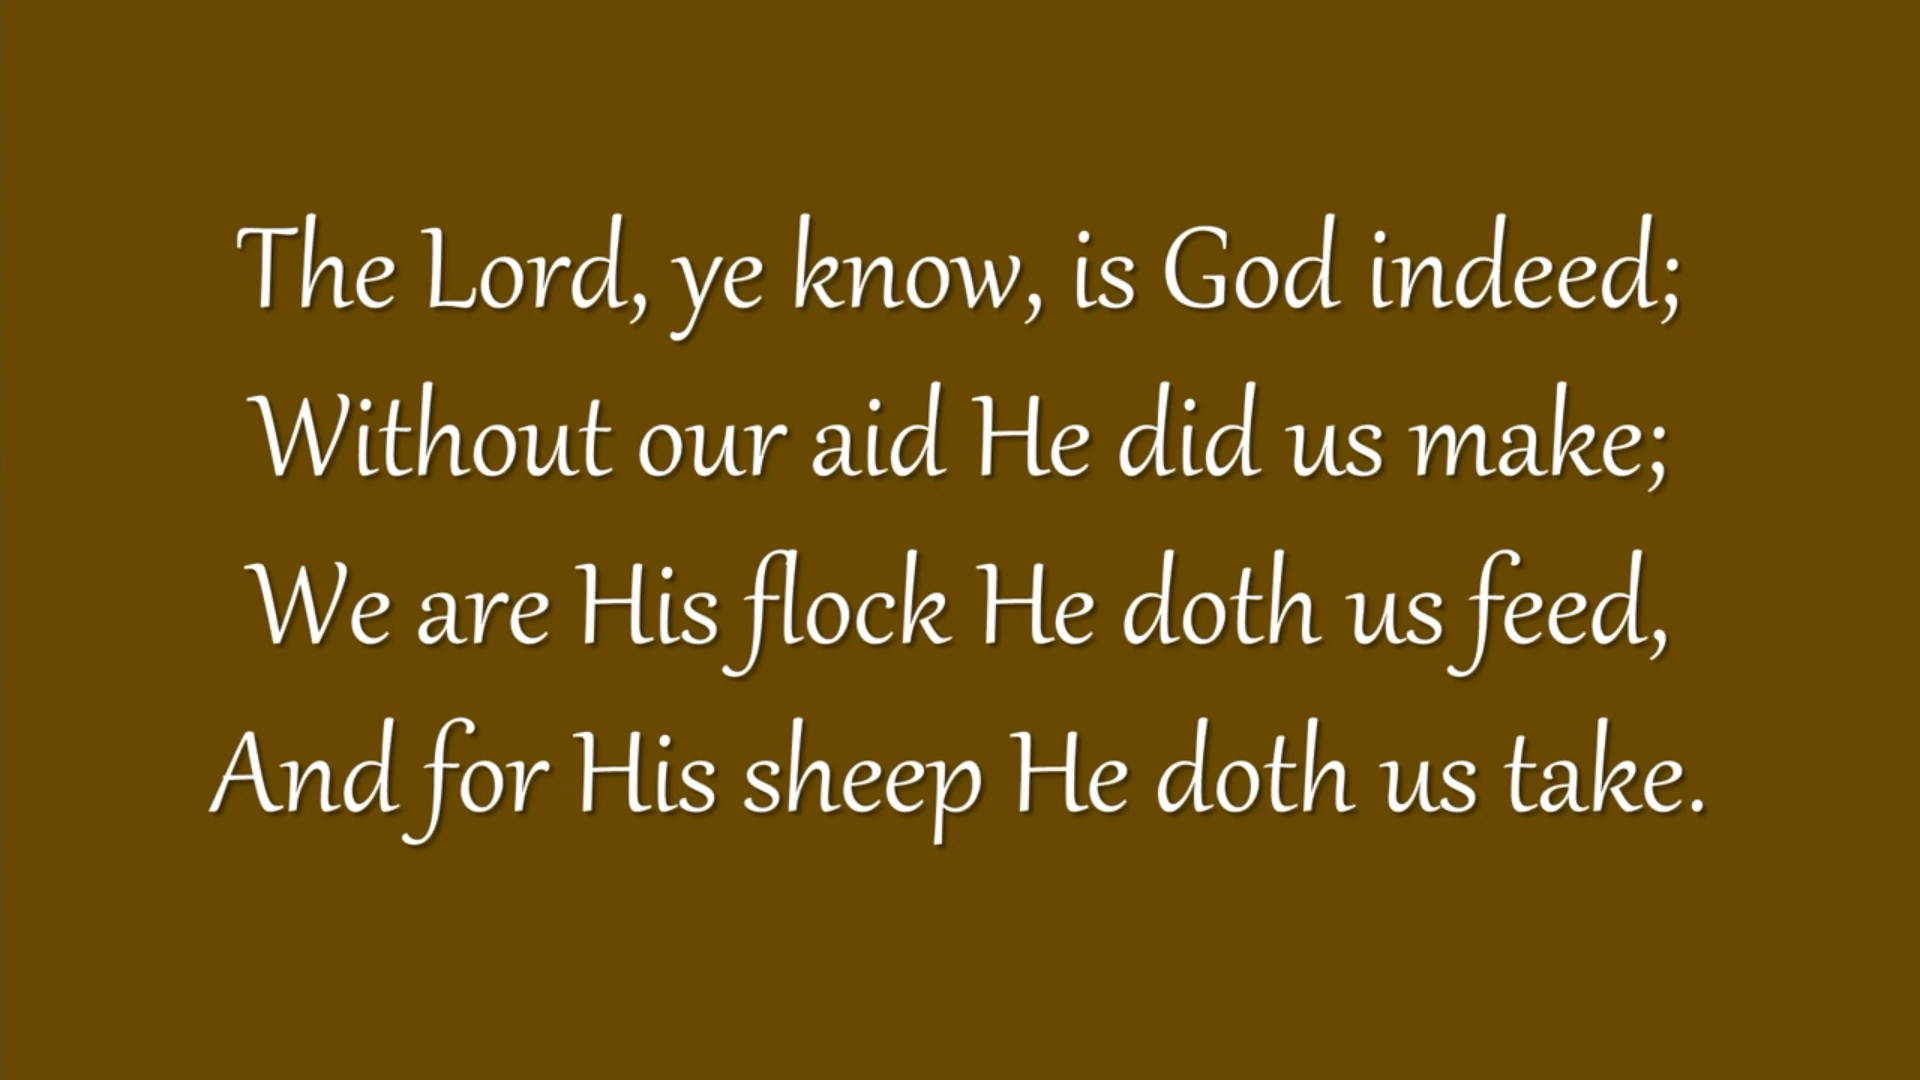 The Lord, ye know, is God indeed;
Without our aid He did us make;
We are His flock He doth us feed,
And for His sheep He doth us take.